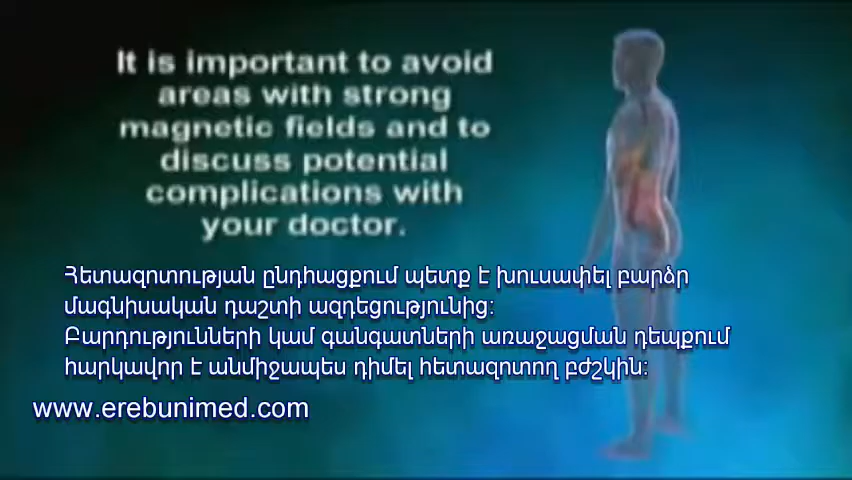 It is important to avoid
areas with strong
magnetic fields and to
discuss potential
complications with
your doctor.
Հետազոտության ընդհացքում պետք է խուսափել բարձր
մագնիսական դաշտի ազդեցությունից:
Բարդությունների կամ գանգատների առաջացման դեպքում
հարկավոր է անմիջապես դիմել հետազոտող բժշկին:
www.erebunimed.com